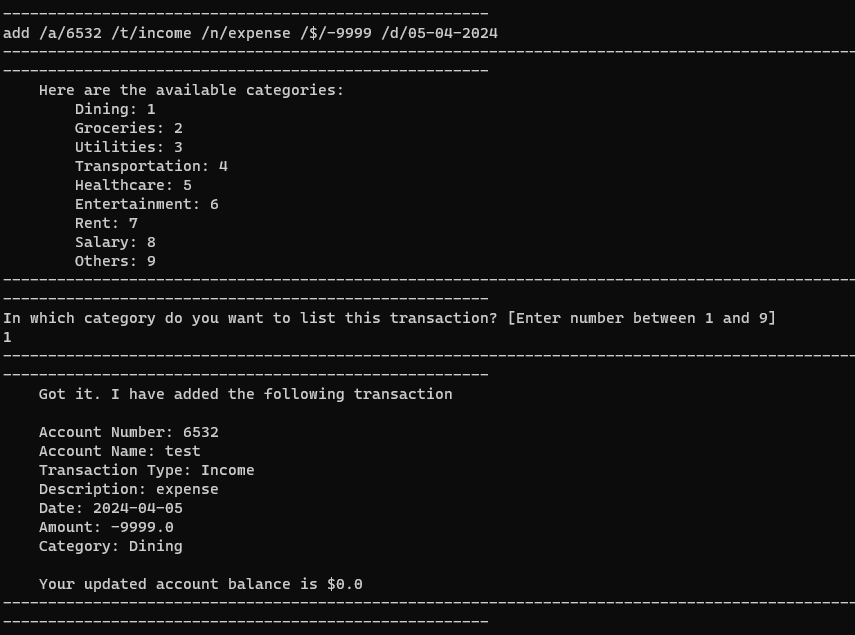 add /a/6532 /t/income /n/expense /$/-9999 /d/05-04-2024
Here are the available categories:
Dining: 1
Groceries: 2
Utilities: 3
Transportation: 4
Healthcare: 5
Entertainment: 6
Rent: 7
Salary: 8
Others: 9
In which category do you want to list this transaction? [Enter number between 1 and 9]
1
Got it. I have added the following transaction
Account Number: 6532
Account Name: test
Transaction Type: Income
Description: expense
Date: 2024-04-05
Amount: -9999.0
Category: Dining
Your updated account balance is $0.0